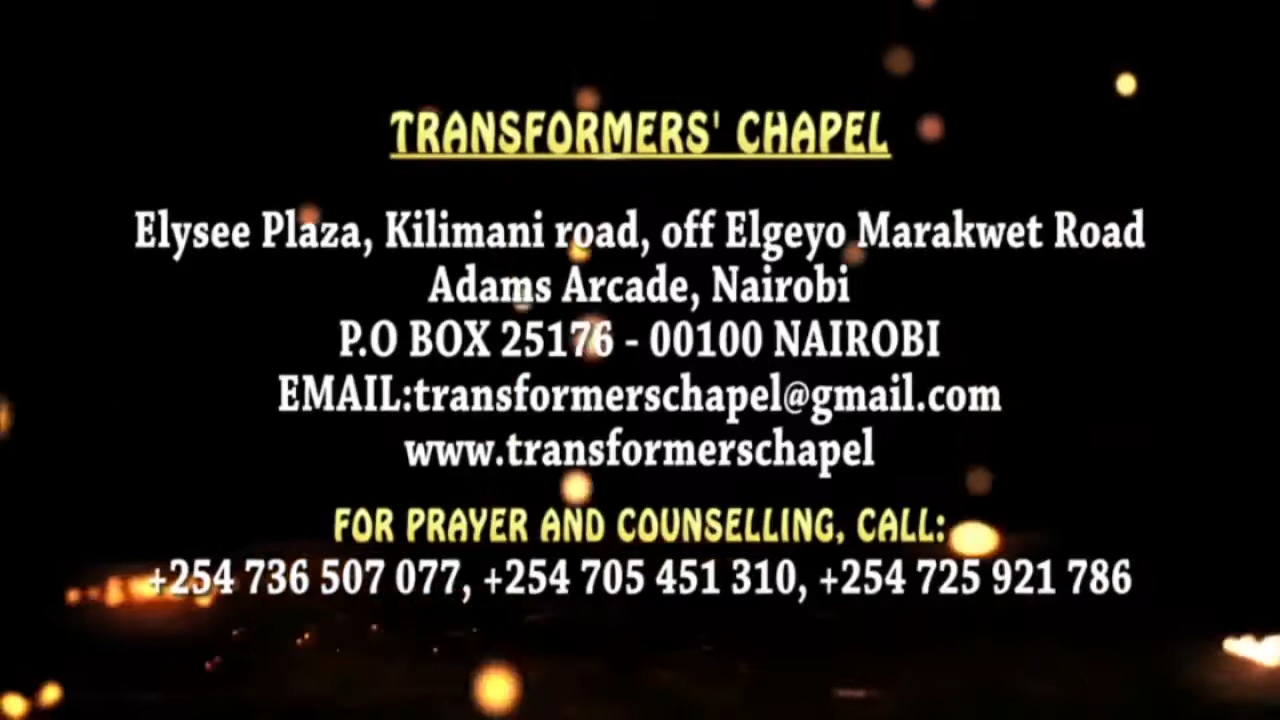 TRANSFORMERS' CHAPEL
Elysee Plaza, Kilimani road, off Elgeyo Marakwet Road
Adams Arcade, Nairobi
P.O BOX 25176 - 00100 NAIROBI
EMAIL:transformerschapel@gmail.com
www.transformerschapel
FOR PRAYER AND COUNSELLING, CALL:
+254 736 507 077, +254 705 451 310, +254 725 921 786